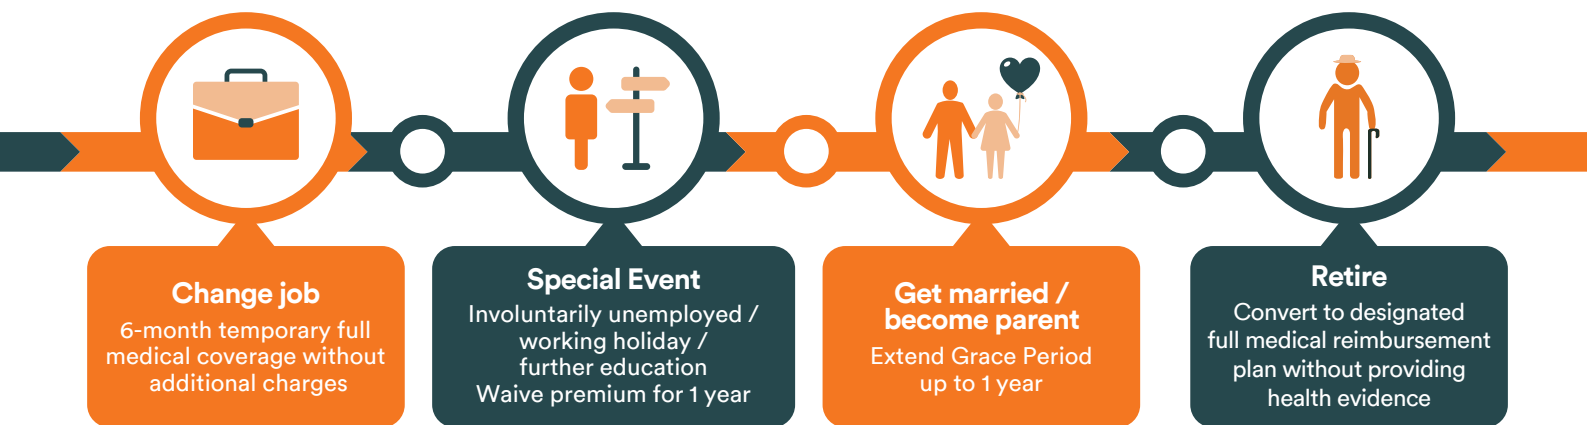 Change job
6-month temporary full
medical coverage without
additional charges
Special Event
Involuntarily unemployed /
working holiday /
further education
Waive premium for 1 year
Get married /
become parent
Extend Grace Period
up to 1 year
Retire
Convert to designated
full medical reimbursement
plan without providing
health evidence